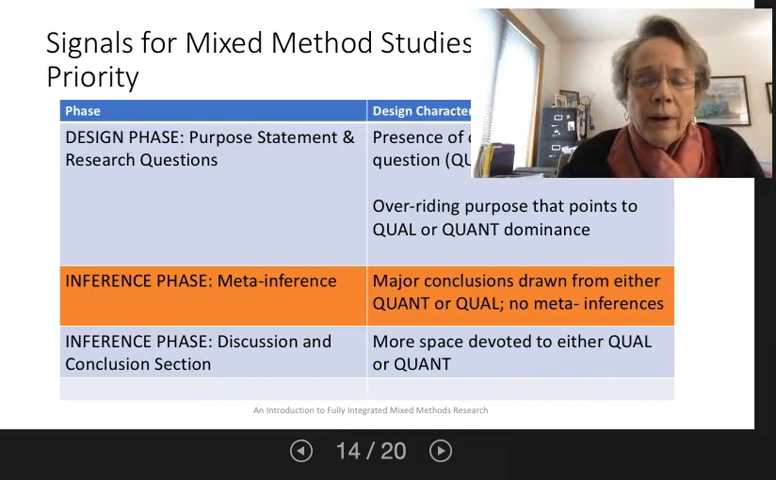 Signals for Mixed Method Studies
Priority
Phase
Design
DESIGN PHASE: Purpose Statement &
Research Questions
Presence of
question
Over-riding purpose that points to
QUAL or QUANT dominance
INFERENCE PHASE: Meta-inference
Major conclusions drawn from either
QUANT or QUAL; no meta- inferences
INFERENCE PHASE: Discussion and
Conclusion Section
More space devoted to either QUAL
or QUANT
An Introduction to Fully Integrated Mixed Methods Research
14 / 20